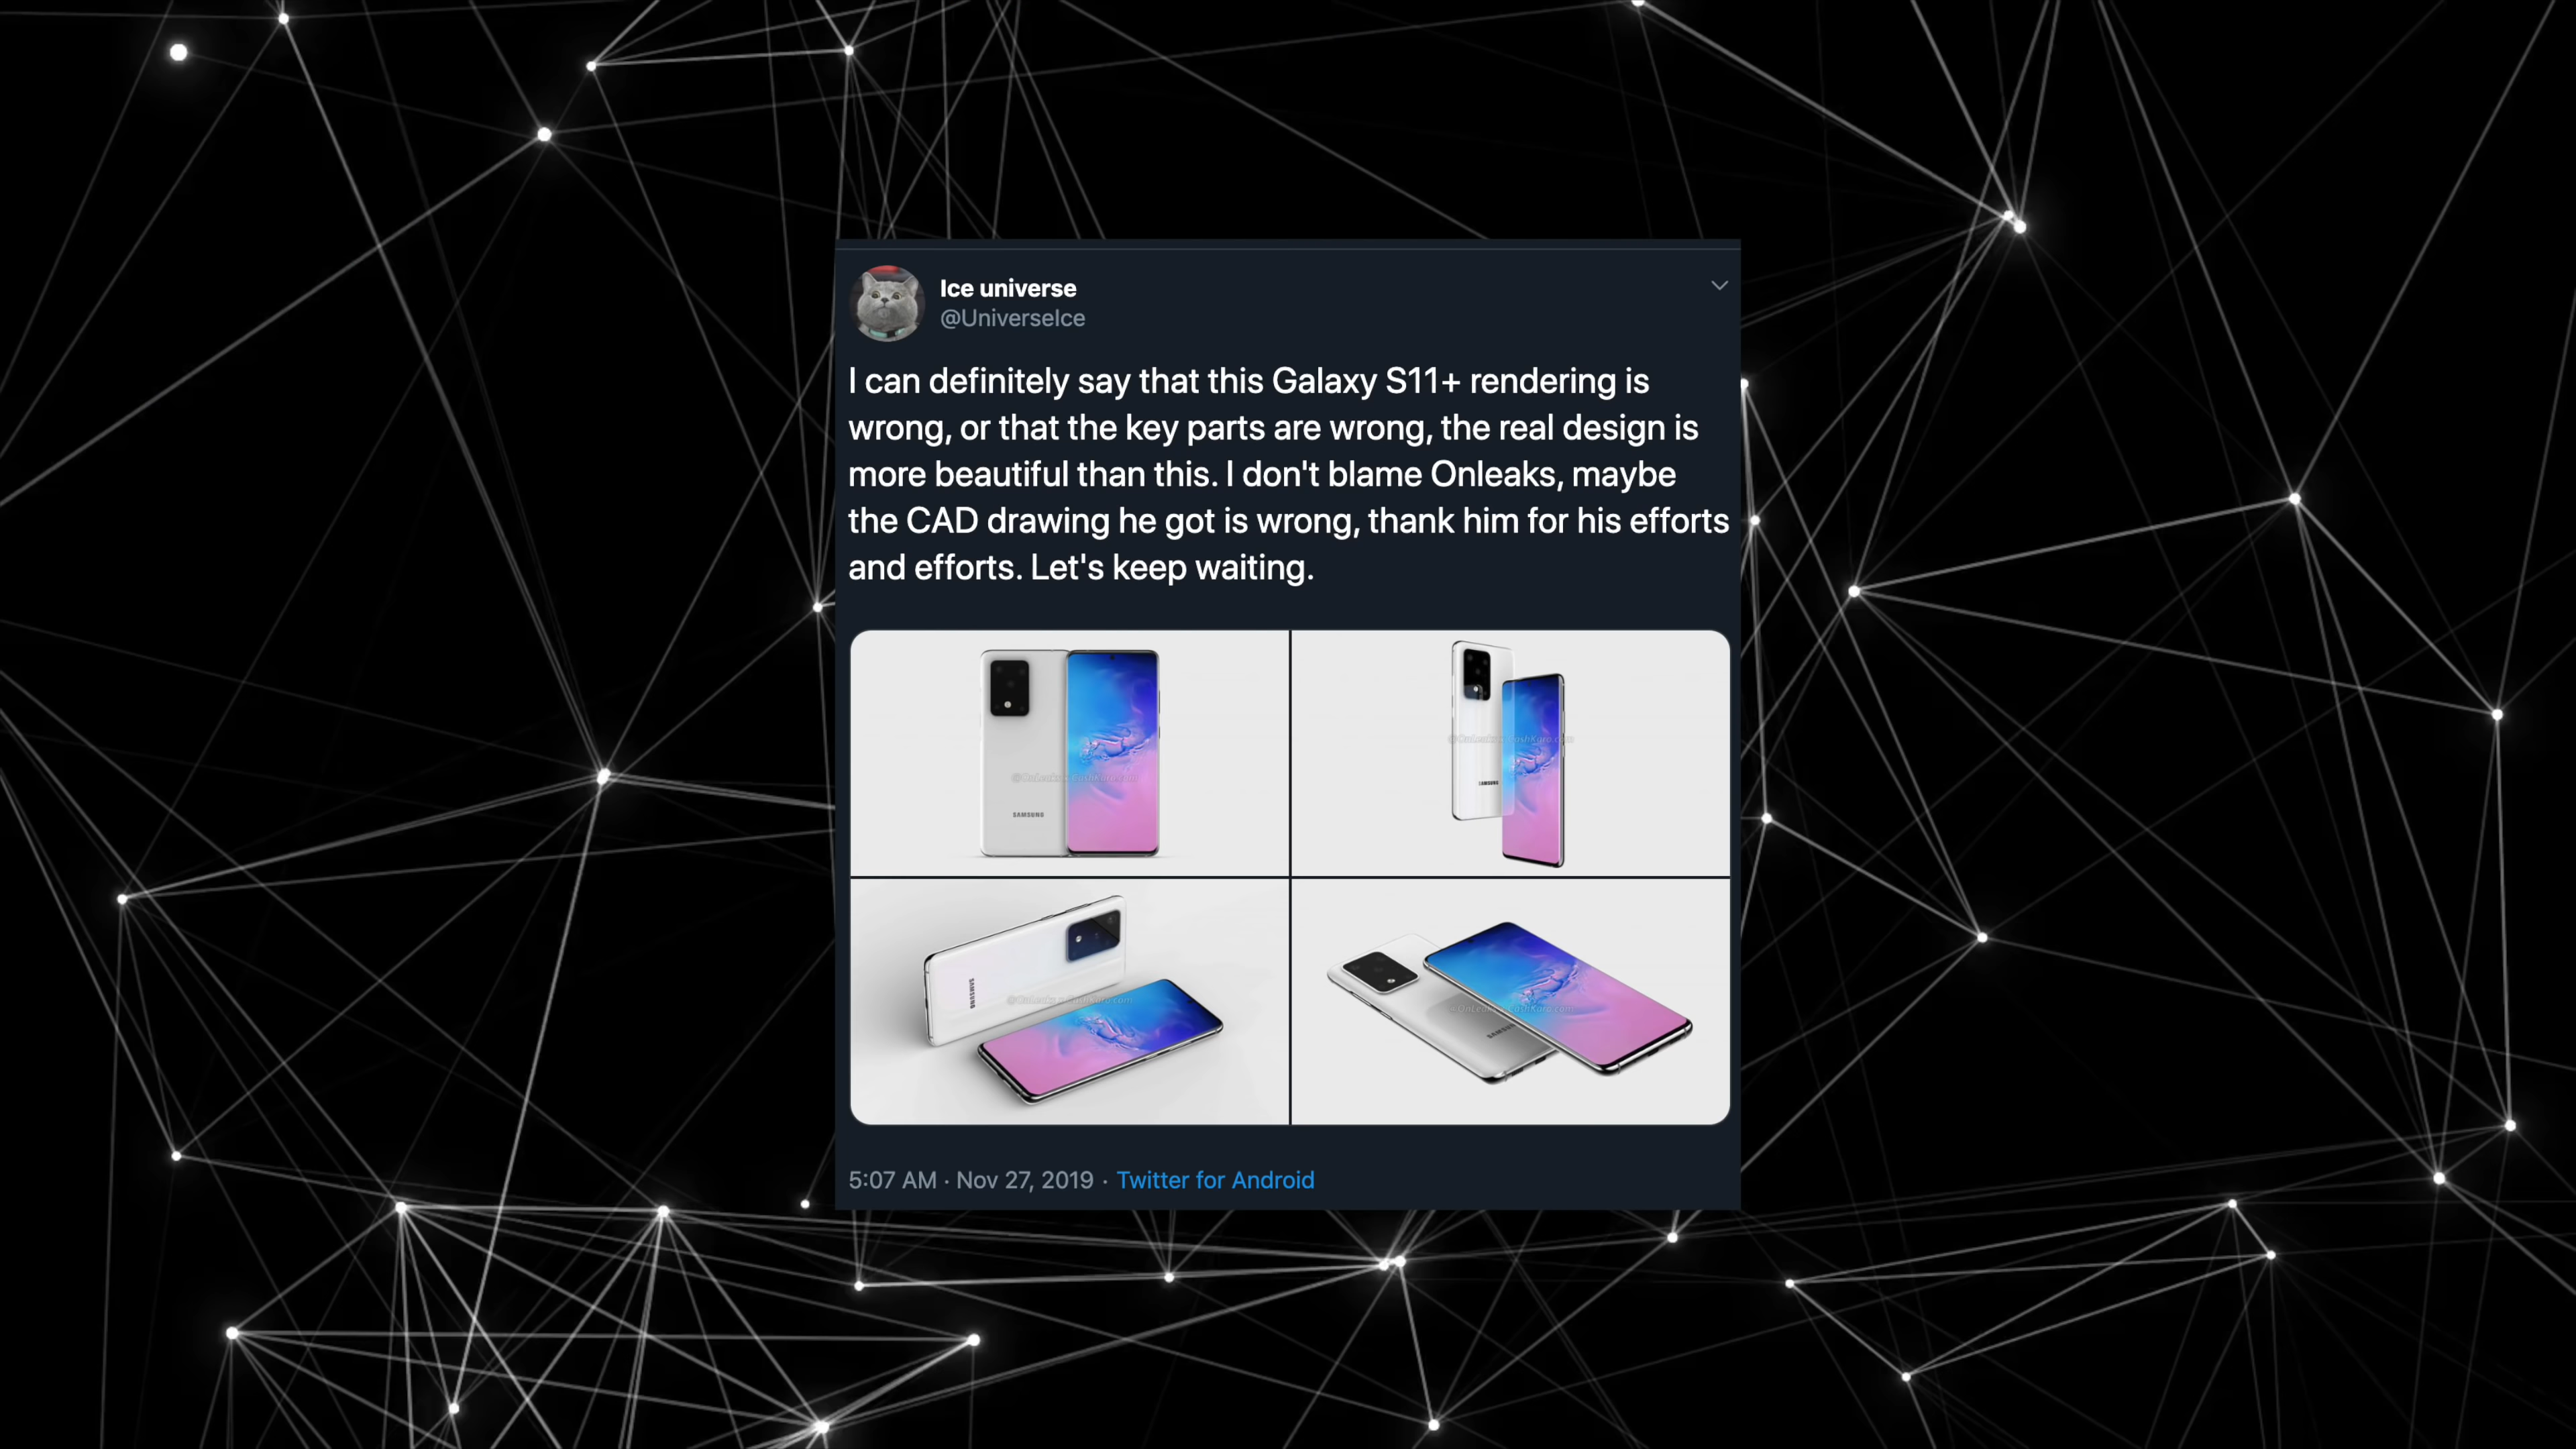 Ice universe
@UniverseIce
I can definitely say that this Galaxy S11+ rendering is
wrong, or that the key parts are wrong, the real design is
more beautiful than this. I don't blame Onleaks, maybe
the CAD drawing he got is wrong, thank him for his efforts
and efforts. Let's keep waiting.
SAMSUNG
SAMSUNG
SAMSUNG
5:07 AM · Nov 27, 2019 · Twitter for Android